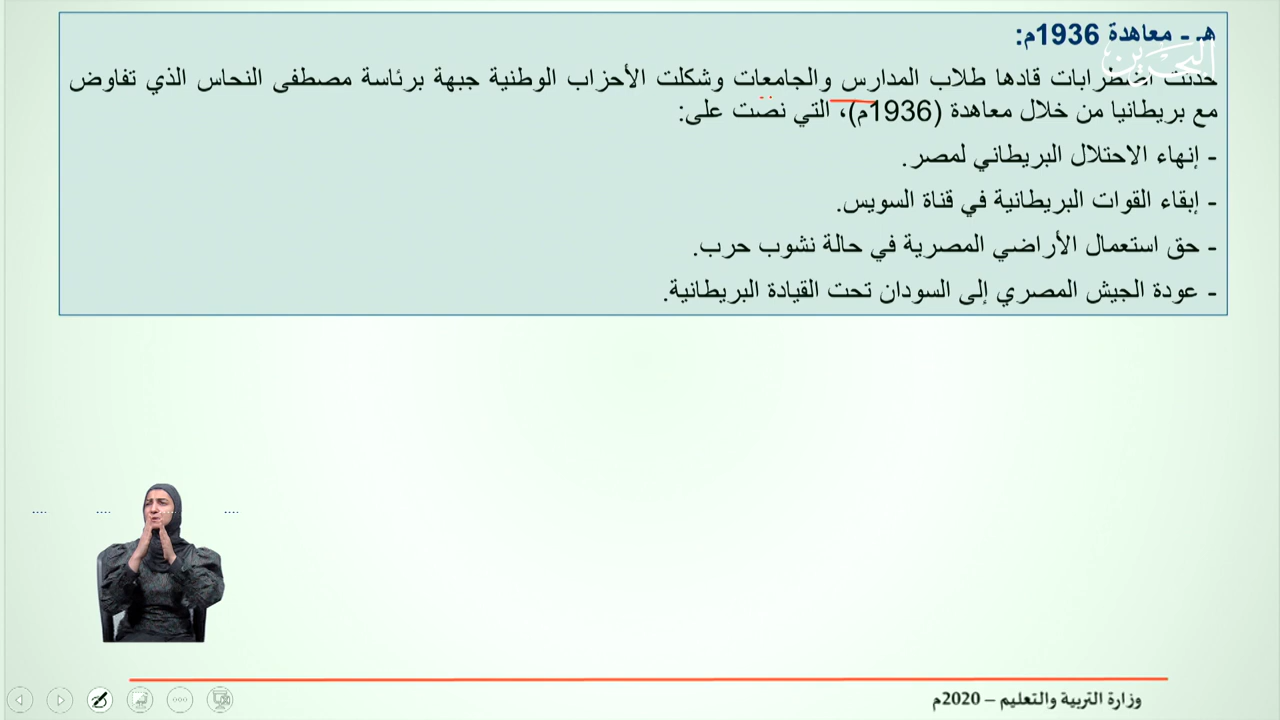 هـ - معاهدة 1936م:
البحرين
حدثت اضطرابات قادها طلاب المدارس والجامعات وشكلت الأحزاب الوطنية جبهة برئاسة مصطفى النحاس الذي تفاوض
مع بريطانيا من خلال معاهدة (1936م)، التي نصت على:
- إنهاء الاحتلال البريطاني لمصر.
- إبقاء القوات البريطانية في قناة السويس.
- حق استعمال الأراضي المصرية في حالة نشوب حرب.
- عودة الجيش المصري إلى السودان تحت القيادة البريطانية.
وزارة التربية والتعليم – 2020م